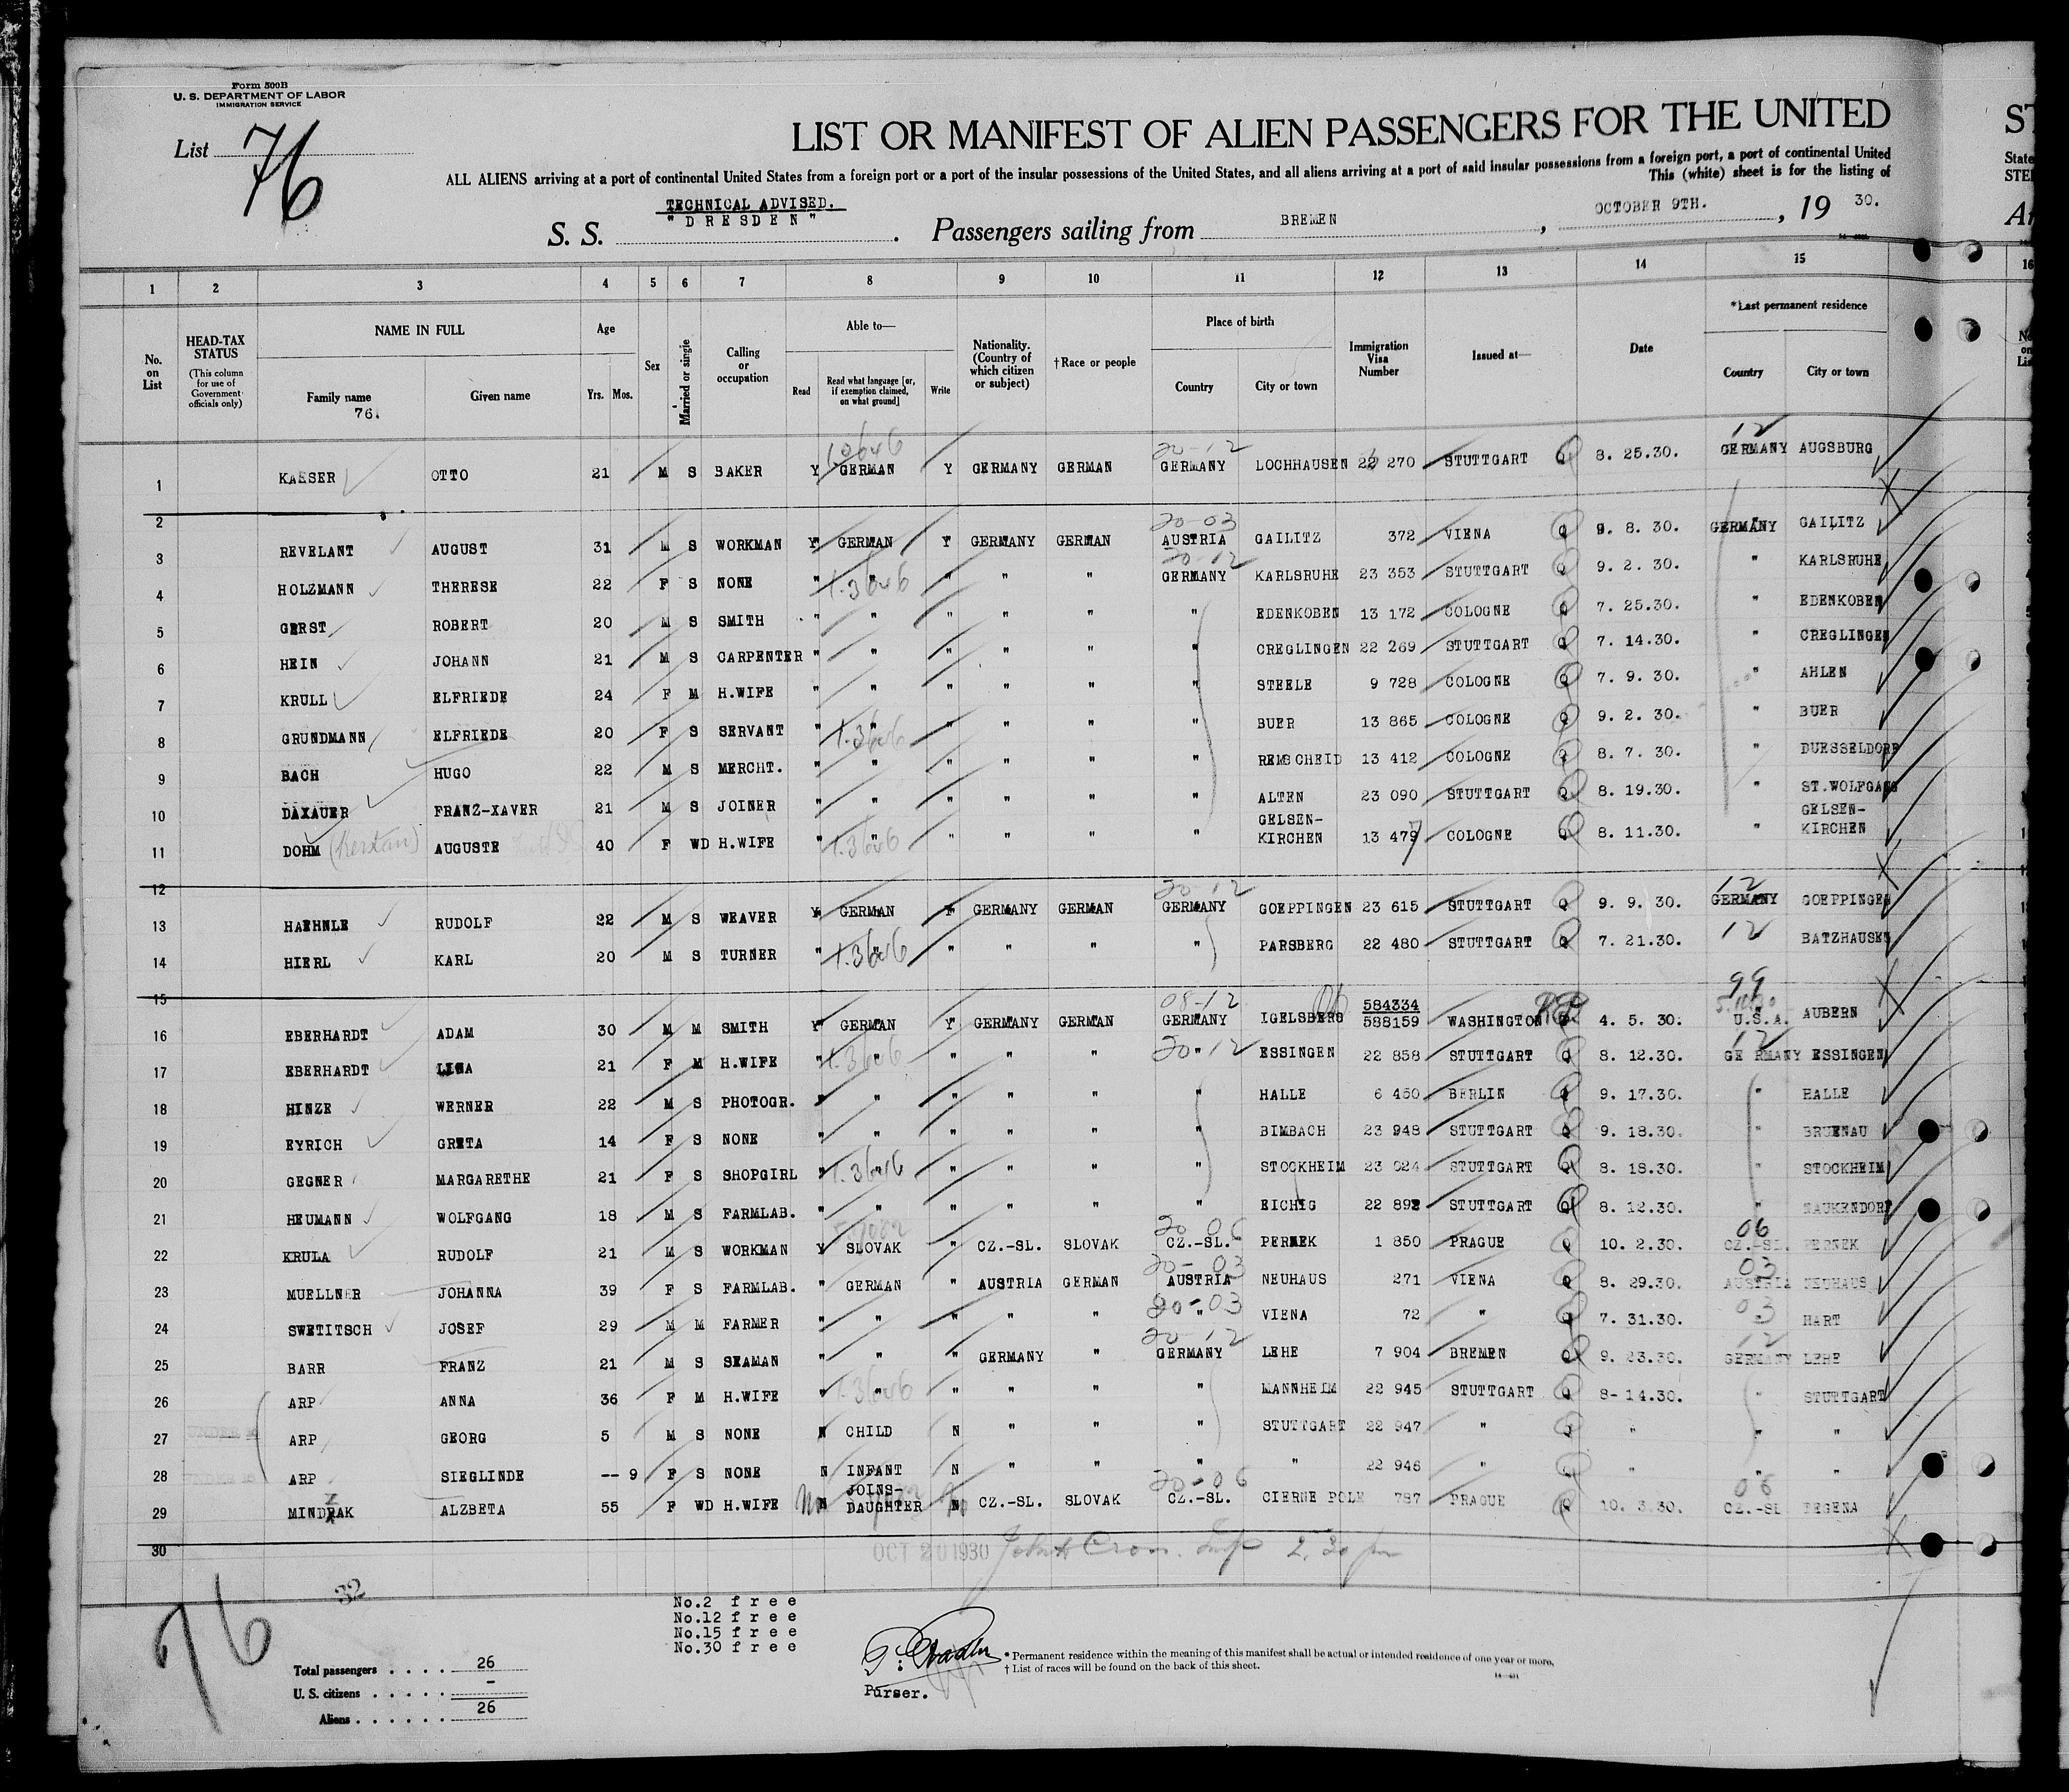 Form 500B
U. S. DEPARTMENT OF LABOR
IMMIGRATION SERVICE
List 76
LIST OR MANIFEST OF ALIEN PASSENGERS FOR THE UNITED
ST
ALL ALIENS arriving at a port of continental United States from a foreign port or a port of the insular possessions of the United States, and all aliens arriving at a port of said insular possessions from a foreign port, a port of continental United
State
This (white) sheet is for the listing of
STE
TECHNICAL ADVISED.
S. S. "DRESDEN". Passengers sailing from BREMEN, OCTOBER 9TH., 19 30.
1 2 3 4 5 6 7 8 9 10 11 12 13 14 15 16
No. on List
HEAD-TAX STATUS
(This column for use of Government officials only)
NAME IN FULL
Family name
76.
Given name
Age
Yrs. Mos.
Sex
Married or single
Calling or occupation
Able to—
Read
Read what language [or, if exemption claimed, on what ground]
Write
Nationality. (Country of which citizen or subject)
†Race or people
Place of birth
Country
City or town
Immigration Visa Number
Issued at—
Date
*Last permanent residence
Country
City or town
1 KAESER OTTO 21 M S BAKER Y GERMAN Y GERMANY GERMAN GERMANY LOCHHAUSEN 22 270 STUTTGART Q 8. 25.30. GERMANY AUGSBURG
2
3 REVELANT AUGUST 31 M S WORKMAN Y GERMAN Y GERMANY GERMAN AUSTRIA GAILITZ 372 VIENA Q 9. 8. 30. GERMANY GAILITZ
4 HOLZMANN THERESE 22 F S NONE " " " " " GERMANY KARLSRUHE 23 353 STUTTGART Q 9. 2. 30. " KARLSRUHE
5 GERST ROBERT 20 M S SMITH " " " " " " EDENKOBEN 13 172 COLOGNE Q 7. 25.30. " EDENKOBEN
6 HEIN JOHANN 21 M S CARPENTER " " " " " " CREGLINGEN 22 269 STUTTGART Q 7. 14.30. " CREGLINGEN
7 KRULL ELFRIEDE 24 F M H.WIFE " " " " " " STEELE 9 728 COLOGNE Q 7. 9. 30. " AHLEN
8 GRUNDMANN ELFRIEDE 20 F S SERVANT " " " " " " BUER 13 865 COLOGNE Q 9. 2. 30. " BUER
9 BACH HUGO 22 M S MERCHT. " " " " " " REMSCHEID 13 412 COLOGNE Q 8. 7. 30. " DUESSELDORF
10 DAXAUER FRANZ-XAVER 21 M S JOINER " " " " " " ALTEN 23 090 STUTTGART Q 8. 19.30. " ST.WOLFGANG
11 DOHM AUGUSTE 40 F WD H.WIFE " " " " " " GELSEN-KIRCHEN 13 477 COLOGNE Q 8. 11.30. " GELSEN-KIRCHEN
12
13 HAEHNLE RUDOLF 22 M S WEAVER Y GERMAN Y GERMANY GERMAN GERMANY GOEPPINGEN 23 615 STUTTGART Q 9. 9. 30. GERMANY GOEPPINGEN
14 HIERL KARL 20 M S TURNER " " " " " " PARSBERG 22 480 STUTTGART Q 7. 21.30. 12 BATZHAUSEN
15
16 EBERHARDT ADAM 30 M M SMITH Y GERMAN Y GERMANY GERMAN GERMANY IGELSBERG 584334 588159 WASHINGTON 4. 5. 30. U.S.A. AUBERN
17 EBERHARDT LINA 21 F M H.WIFE " " " " " " ESSINGEN 22 858 STUTTGART Q 8. 12.30. GERMANY ESSINGEN
18 HINZE WERNER 22 M S PHOTOGR. " " " " " " HALLE 6 450 BERLIN Q 9. 17.30. " HALLE
19 EYRICH GRETA 14 F S NONE " " " " " " BIMBACH 23 948 STUTTGART Q 9. 18.30. " BRUENAU
20 GEGNER MARGARETHE 21 F S SHOPGIRL " " " " " " STOCKHEIM 23 024 STUTTGART Q 8. 18.30. " STOCKHEIM
21 HEUMANN WOLFGANG 18 M S FARMLAB. " " " " " " EICHIG 22 892 STUTTGART Q 8. 12.30. " NAUKENDORF
22 KRULA RUDOLF 21 M S WORKMAN Y SLOVAK " CZ.-SL. SLOVAK CZ.-SL. PERNEK 1 850 PRAGUE Q 10. 2.30. CZ.-SL. PERNEK
23 MUELLNER JOHANNA 39 F S FARMLAB. " GERMAN " AUSTRIA GERMAN AUSTRIA NEUHAUS 271 VIENA Q 8. 29.30. AUSTRIA NEUHAUS
24 SWETITSCH JOSEF 29 M M FARMER " " " " " " VIENA 72 " Q 7. 31.30. " HART
25 BARR FRANZ 21 M S SEAMAN " " " GERMANY " GERMANY LEHE 7 904 BREMEN Q 9. 23.30. GERMANY LEHE
26 ARP ANNA 36 F M H.WIFE " " " " " " MANNHEIM 22 945 STUTTGART Q 8-14.30. " STUTTGART
27 ARP GEORG 5 M S NONE N CHILD N " " " STUTTGART 22 947 " Q " " "
28 ARP SIEGLINDE -- 9 F S NONE N INFANT N " " " " 22 946 " Q " " "
29 MINDRAK ALZBETA 55 F WD H.WIFE N JOINS-DAUGHTER N CZ.-SL. SLOVAK CZ.-SL. CIERNE POLE 787 PRAGUE Q 10. 3.30. CZ.-SL
30 OCT 20 1930 2.30 pm
76
32
No.2 free
No.12 free
No.15 free
No.30 free
Total passengers . . . . . 26
U. S. citizens . . . . . -
Aliens . . . . . . 26
Purser.
* Permanent residence within the meaning of this manifest shall be actual or intended residence of one year or more.
† List of races will be found on the back of this sheet.